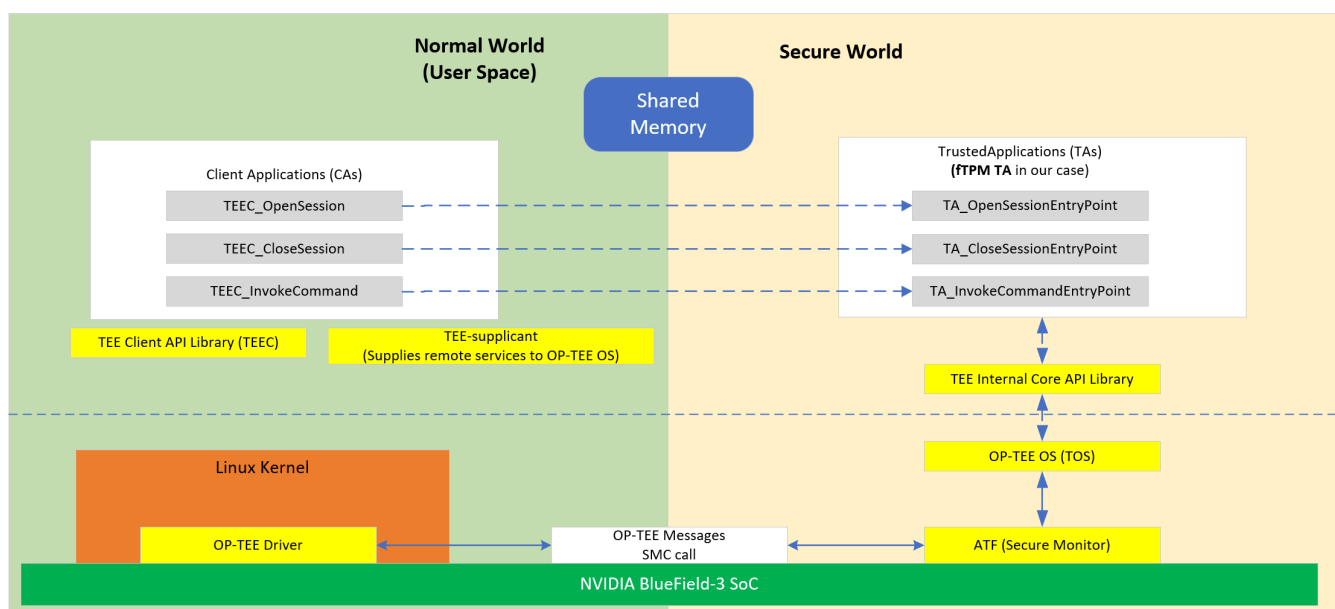 Normal World
(User Space)
Secure World
Shared
Memory
Client Applications (CAs)
TEEC_OpenSession
TEEC_CloseSession
TEEC_InvokeCommand
TrustedApplications (TAs)
(fTPM TA in our case)
TA_OpenSessionEntryPoint
TA_CloseSessionEntryPoint
TA_InvokeCommandEntryPoint
TEE Client API Library (TEEC)
TEE-supplicant
(Supplies remote services to OP-TEE OS)
TEE Internal Core API Library
OP-TEE OS (TOS)
Linux Kernel
OP-TEE Driver
OP-TEE Messages
SMC call
ATF (Secure Monitor)
NVIDIA BlueField-3 SoC